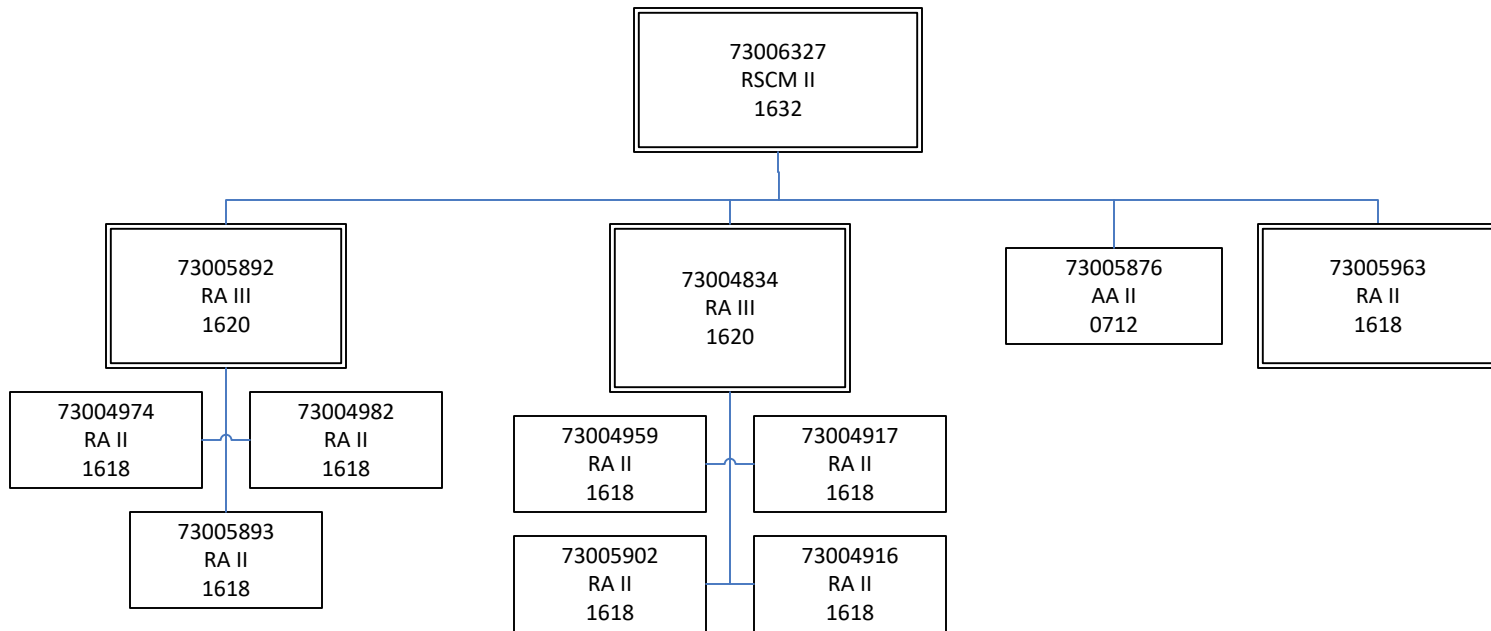 73006327
RSCM II
1632
73005892
RA III
1620
73004834
RA III
1620
73005876
AA II
0712
73005963
RA II
1618
73004974
RA II
1618
73004982
RA II
1618
73005893
RA II
1618
73004959
RA II
1618
73004917
RA II
1618
73005902
RA II
1618
73004916
RA II
1618